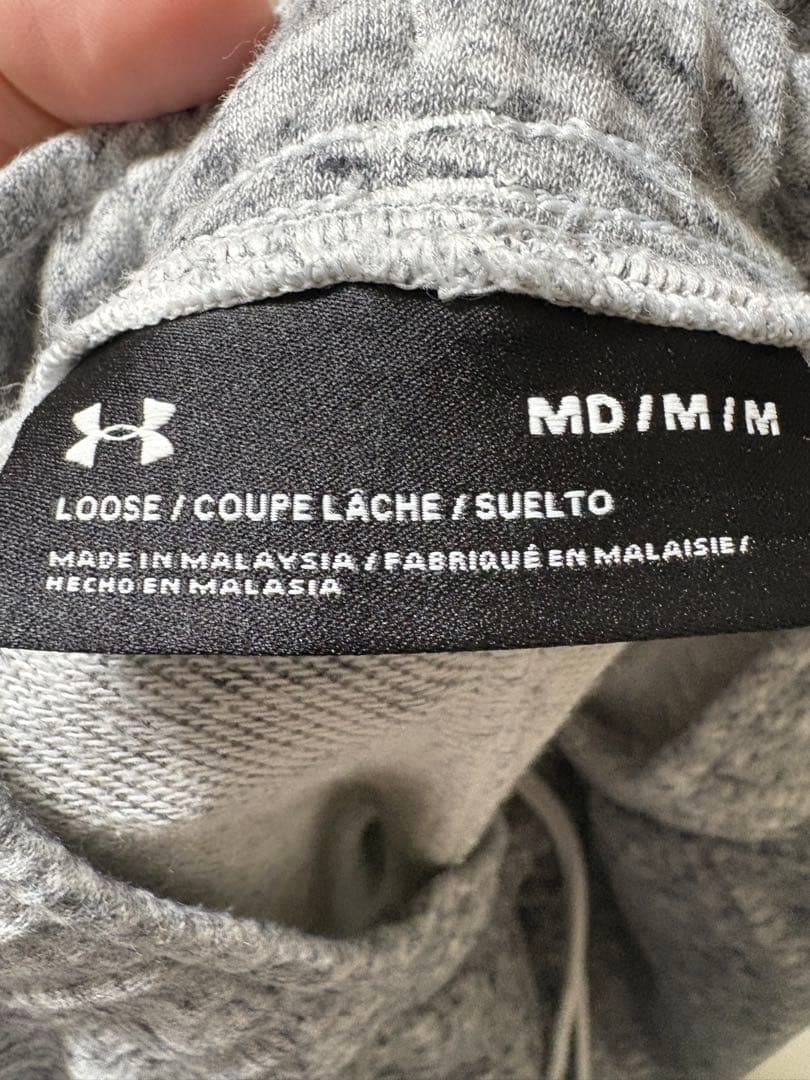 MD / M / M
LOOSE / COUPE LÂCHE / SUELTO
MADE IN MALAYSIA / FABRIQUÉ EN MALAISIE /
HECHO EN MALASIA